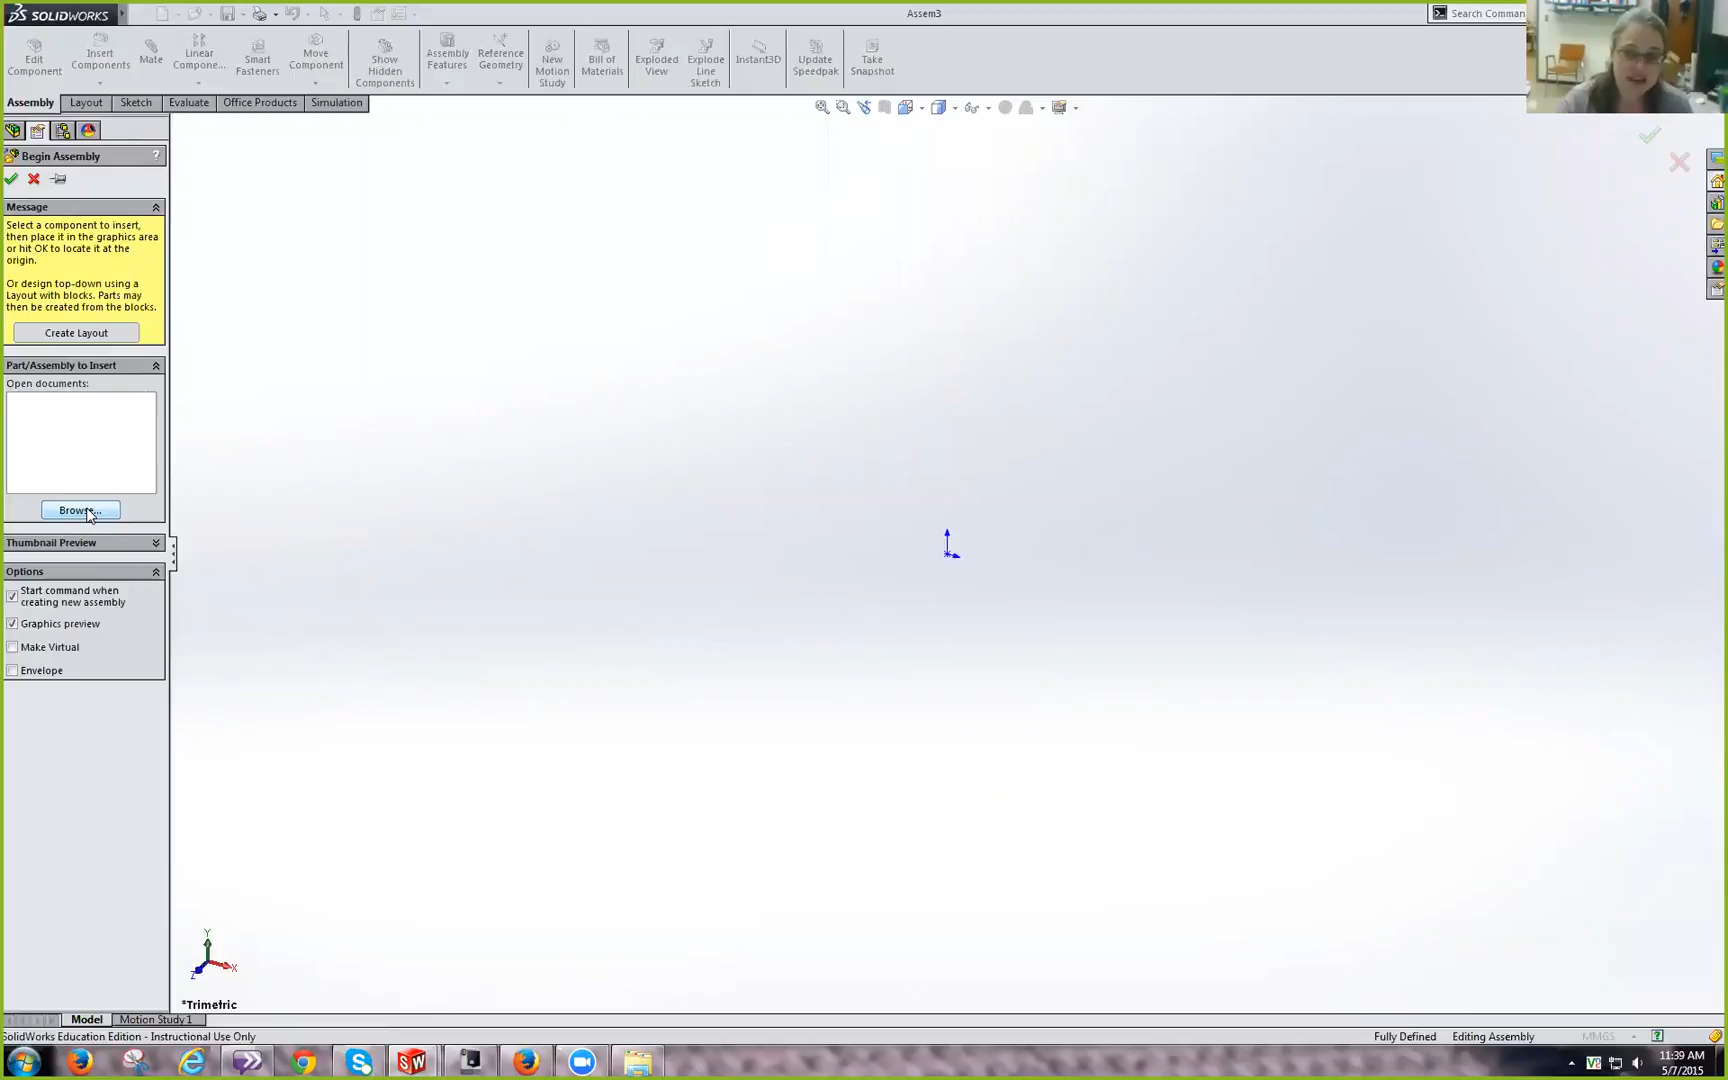 SOLIDWORKS
Assem3
Search Comman
Edit Component
Insert Components
Mate
Linear Compone...
Smart Fasteners
Move Component
Show Hidden Components
Assembly Features
Reference Geometry
New Motion Study
Bill of Materials
Exploded View
Explode Line Sketch
Instant3D
Update Speedpak
Take Snapshot
Assembly
Layout
Sketch
Evaluate
Office Products
Simulation
Begin Assembly
?
Message
Select a component to insert,
then place it in the graphics area
or hit OK to locate it at the
origin.
Or design top-down using a
Layout with blocks. Parts may
then be created from the blocks.
Create Layout
Part/Assembly to Insert
Open documents:
Browse...
Thumbnail Preview
Options
Start command when
creating new assembly
Graphics preview
Make Virtual
Envelope
Y
X
Z
*Trimetric
Model
Motion Study 1
SolidWorks Education Edition - Instructional Use Only
Fully Defined
Editing Assembly
MMGS
11:39 AM
5/7/2015